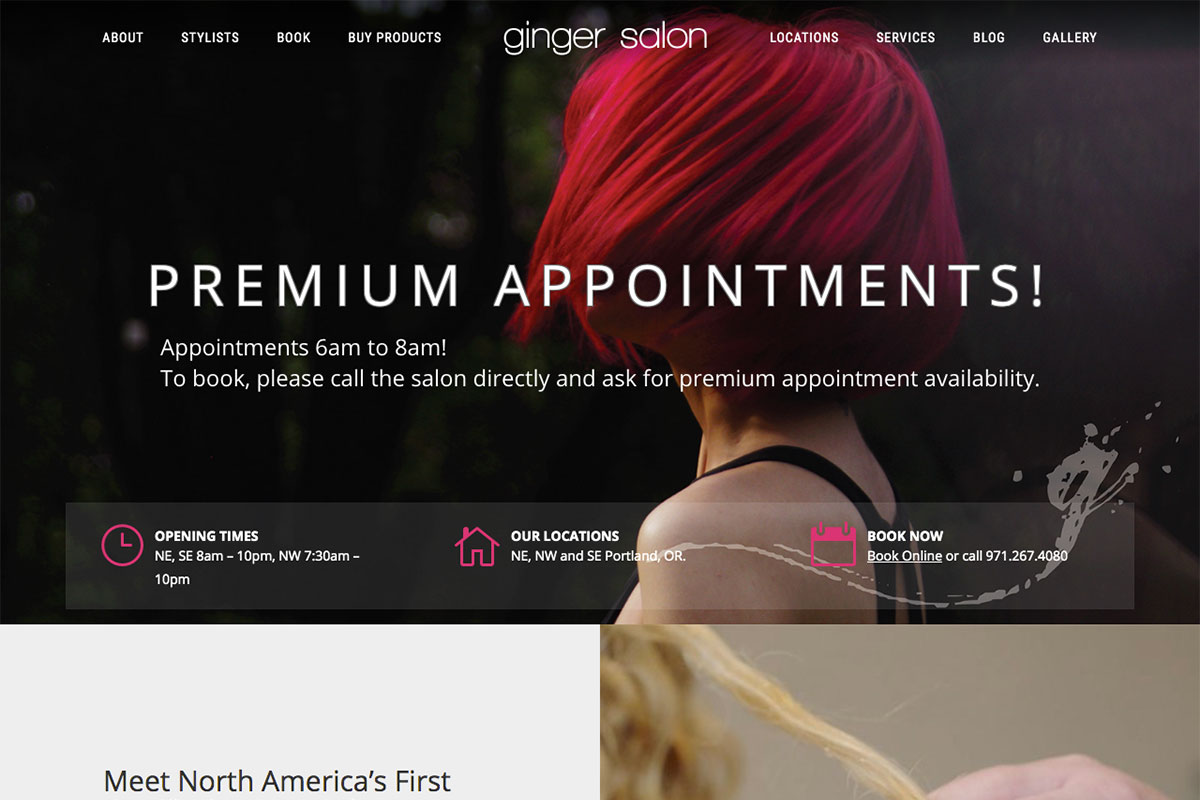 ABOUT STYLISTS BOOK BUY PRODUCTS ginger salon LOCATIONS SERVICES BLOG GALLERY
PREMIUM APPOINTMENTS!
Appointments 6am to 8am!
To book, please call the salon directly and ask for premium appointment availability.
OPENING TIMES
NE, SE 8am – 10pm, NW 7:30am –
10pm
OUR LOCATIONS
NE, NW and SE Portland, OR.
BOOK NOW
Book Online or call 971.267.4080
g
Meet North America's First